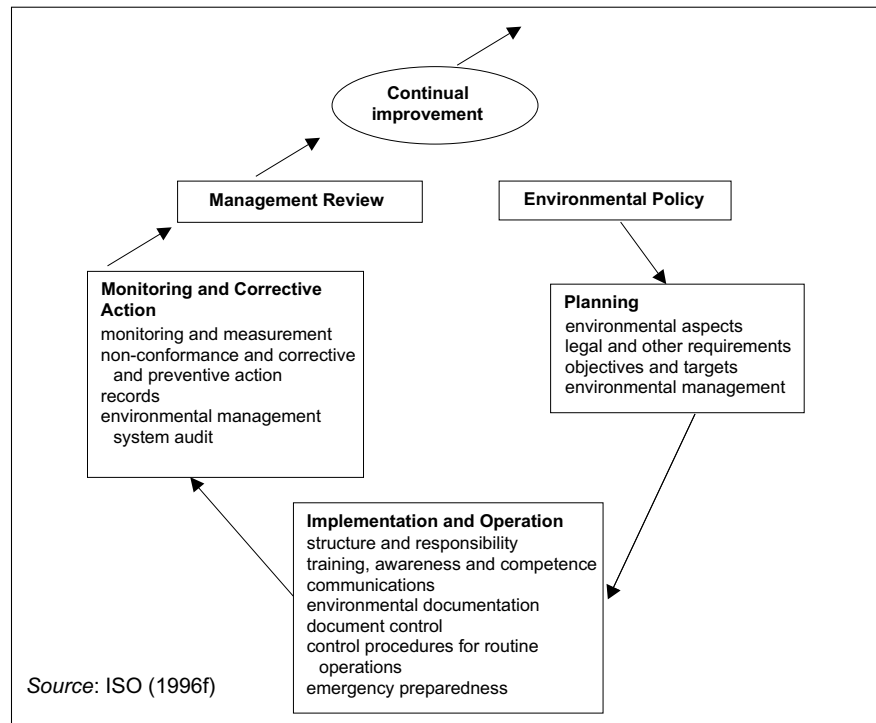 Continual
improvement
Management Review
Environmental Policy
Monitoring and Corrective
Action
monitoring and measurement
non-conformance and corrective
and preventive action
records
environmental management
system audit
Planning
environmental aspects
legal and other requirements
objectives and targets
environmental management
Implementation and Operation
structure and responsibility
training, awareness and competence
communications
environmental documentation
document control
control procedures for routine
operations
emergency preparedness
Source: ISO (1996f)